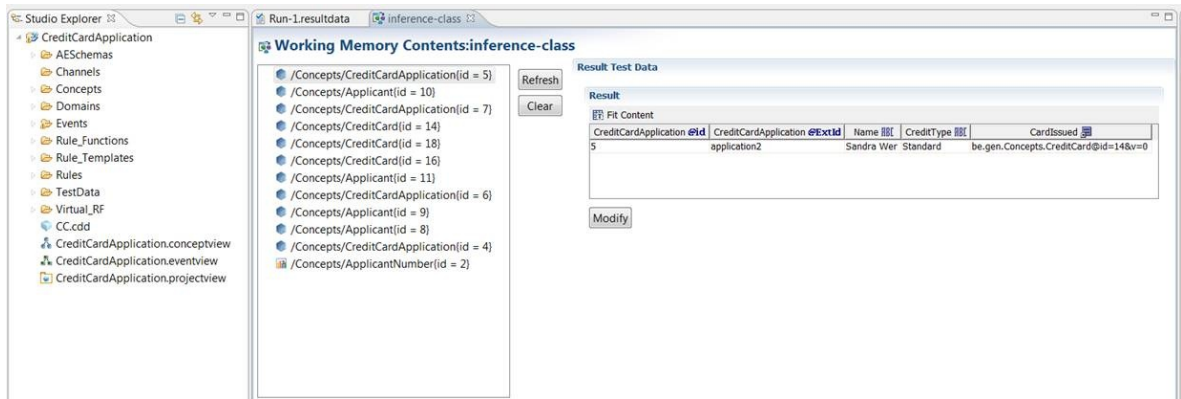 Studio Explorer
CreditCardApplication
AESchemas
Channels
Concepts
Domains
Events
Rule_Functions
Rule_Templates
Rules
TestData
Virtual_RF
CC.cdd
CreditCardApplication.conceptview
CreditCardApplication.eventview
CreditCardApplication.projectview
Run-1.resultdata inference-class
Working Memory Contents:inference-class
/Concepts/CreditCardApplication{id = 5}
/Concepts/Applicant{id = 10}
/Concepts/CreditCardApplication{id = 7}
/Concepts/CreditCard{id = 14}
/Concepts/CreditCard{id = 18}
/Concepts/CreditCard{id = 16}
/Concepts/Applicant{id = 11}
/Concepts/CreditCardApplication{id = 6}
/Concepts/Applicant{id = 9}
/Concepts/Applicant{id = 8}
/Concepts/CreditCardApplication{id = 4}
/Concepts/ApplicantNumber{id = 2}
Refresh
Clear
Result Test Data
Result
Fit Content
CreditCardApplication @id CreditCardApplication @ExtId Name CreditType CardIssued
5 application2 Sandra Wer Standard be.gen.Concepts.CreditCard@id=14&v=0
Modify